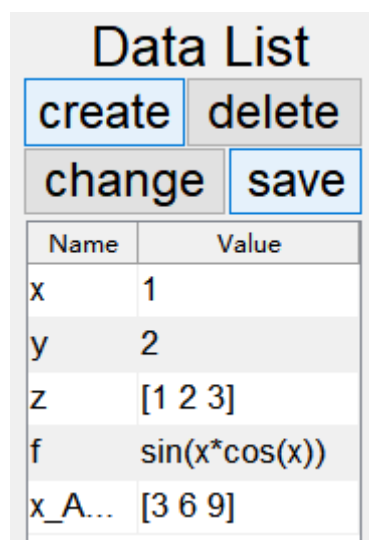 Data List
create delete
change save
Name Value
x 1
y 2
z [1 2 3]
f sin(x*cos(x))
x_A... [3 6 9]